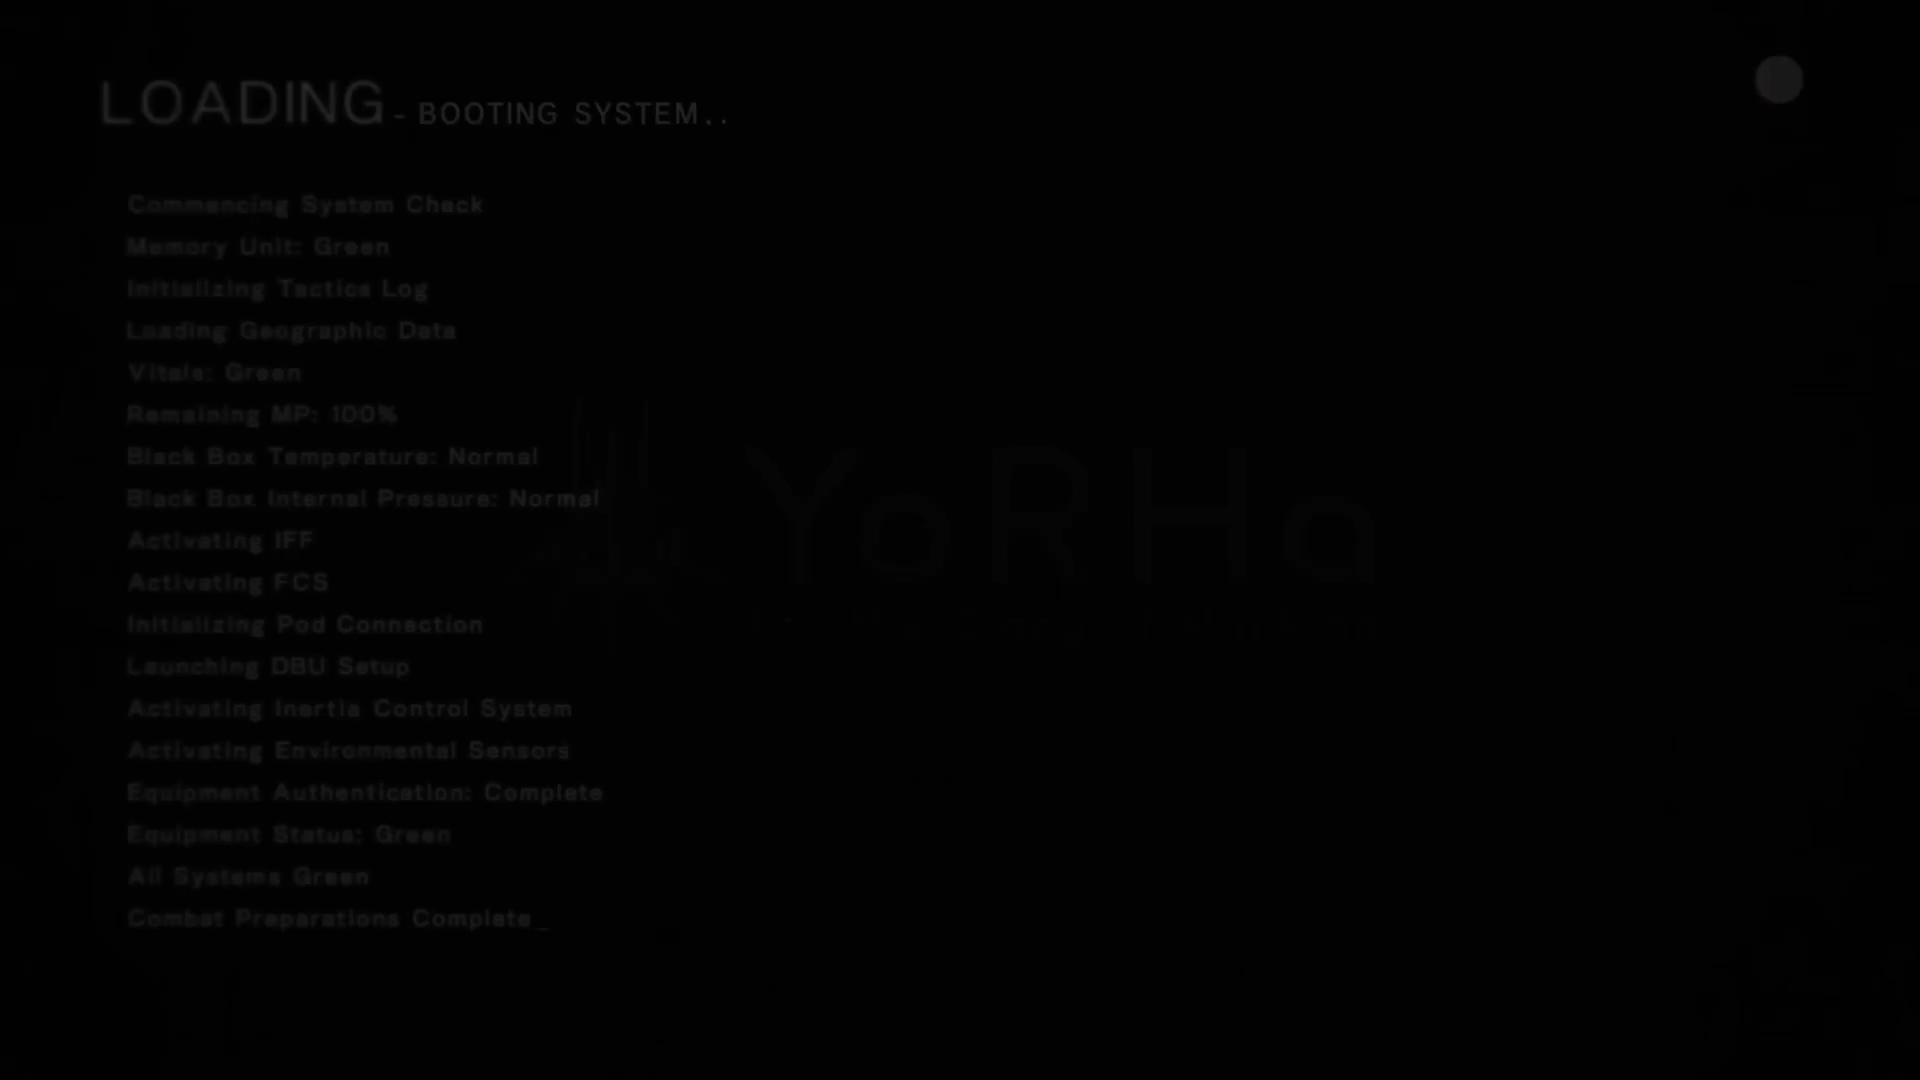 LOADING - BOOTING SYSTEM..
Commencing System Check
Memory Unit: Green
Initializing Tactics Log
Loading Geographic Data
Vitals: Green
Remaining MP: 100%
Black Box Temperature: Normal
Black Box Internal Pressure: Normal
Activating IFF
Activating FCS
Initializing Pod Connection
Launching DBU Setup
Activating Inertia Control System
Activating Environmental Sensors
Equipment Authentication: Complete
Equipment Status: Green
All Systems Green
Combat Preparations Complete_
YoRHa